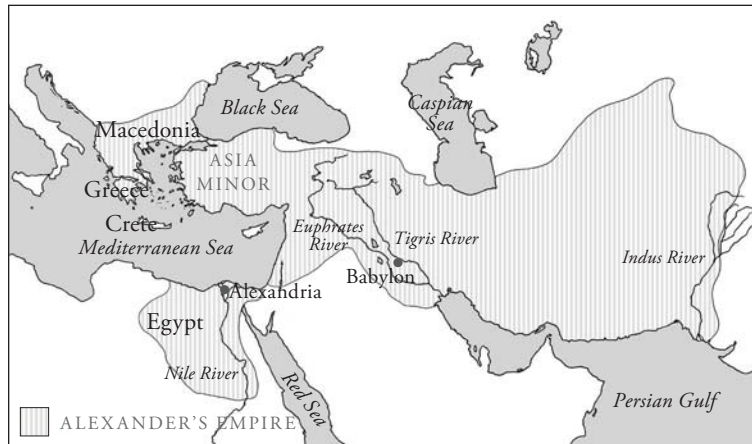 Black Sea
Caspian
Sea
Macedonia
ASIA
MINOR
Greece
Crete
Mediterranean Sea
Euphrates
River
Tigris River
Indus River
Babylon
Alexandria
Egypt
Nile River
Red Sea
Persian Gulf
ALEXANDER'S EMPIRE